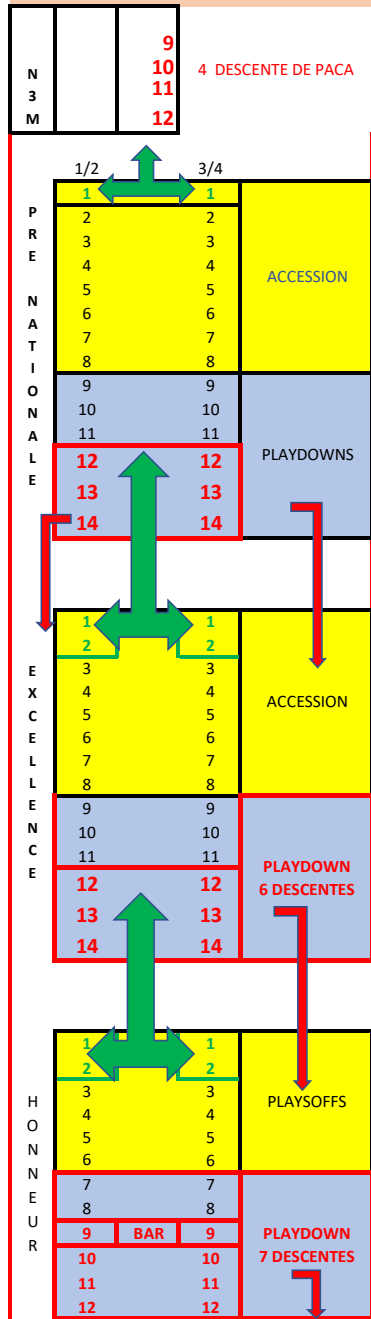 9
N 10 4 DESCENTE DE PACA
3 11
M 12
1/2 3/4
1 1
P 2 2
R 3 3
E 4 4
5 5 ACCESSION
N 6 6
A 7 7
T 8 8
I 9 9
O 10 10
N 11 11
A 12 12 PLAYDOWNS
L 13 13
E 14 14
1 1
2 2
E 3 3
X 4 4 ACCESSION
C 5 5
E 6 6
L 7 7
L 8 8
E 9 9
N 10 10
C 11 11 PLAYDOWN
E 12 12 6 DESCENTES
13 13
14 14
1 1
2 2
H 3 3 PLAYSOFFS
O 4 4
N 5 5
N 6 6
E 7 7
U 8 8
R 9 BAR 9 PLAYDOWN
10 10 7 DESCENTES
11 11
12 12